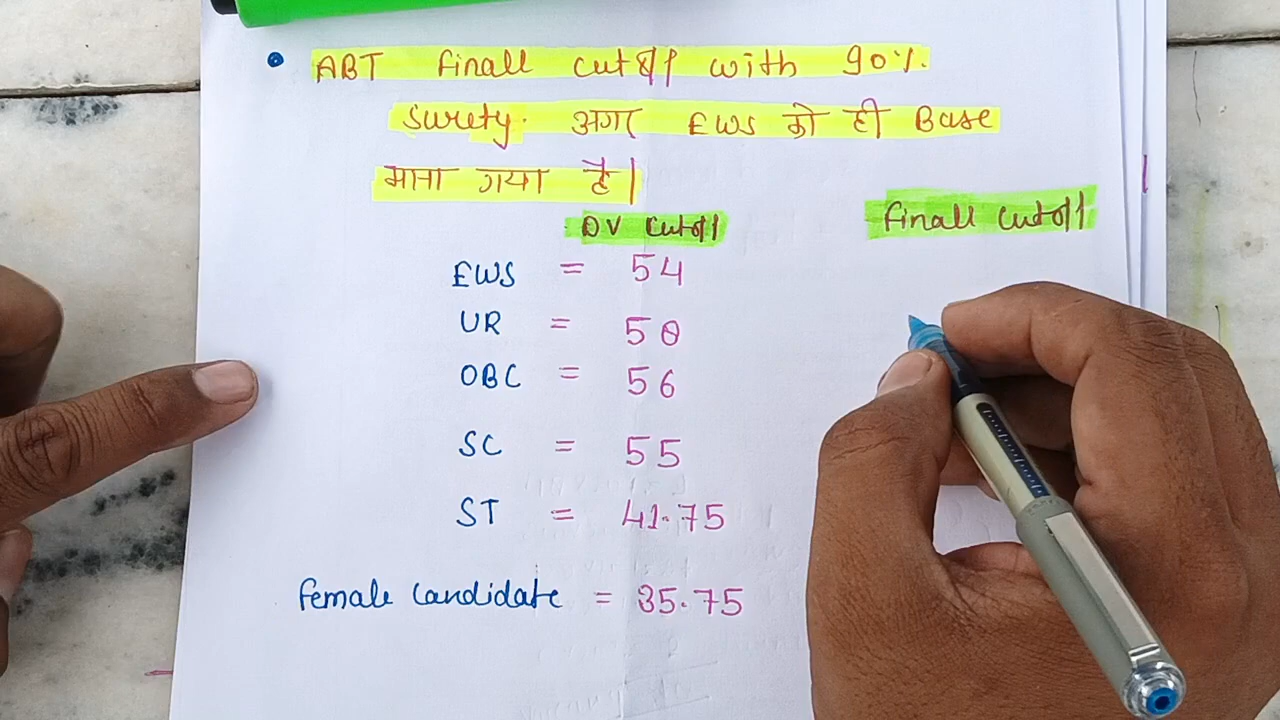 ABT finall cutoff with 90%.
surety. अगर EWS को ही Base
माना गया है।
DV cutoff finall cutoff
EWS = 54
UR = 58
OBC = 56
SC = 55
ST = 41.75
female candidate = 35.75